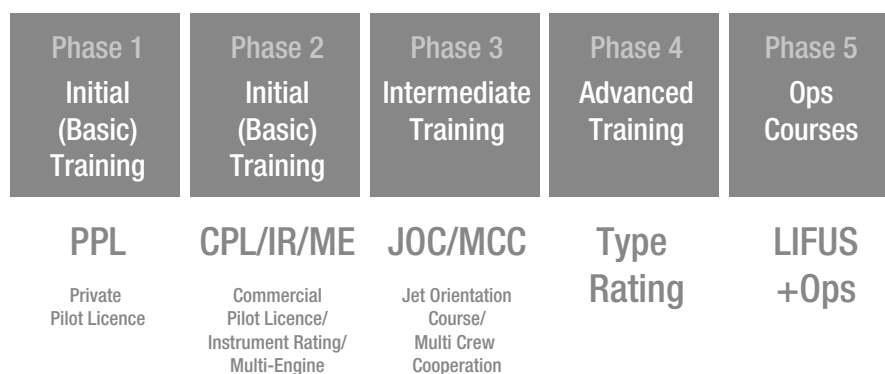 Phase 1
Initial
(Basic)
Training
PPL
Private
Pilot Licence
Phase 2
Initial
(Basic)
Training
CPL/IR/ME
Commercial
Pilot Licence/
Instrument Rating/
Multi-Engine
Phase 3
Intermediate
Training
JOC/MCC
Jet Orientation
Course/
Multi Crew
Cooperation
Phase 4
Advanced
Training
Type
Rating
Phase 5
Ops
Courses
LIFUS
+Ops